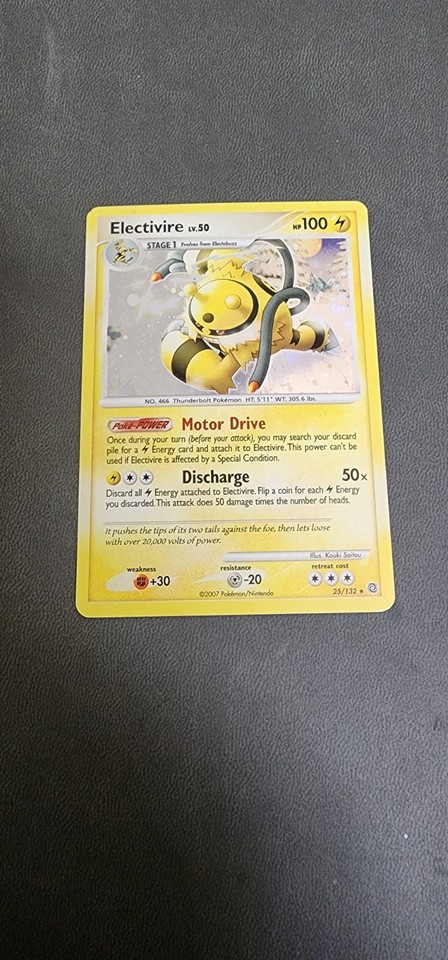 Electivire LV.50 HP 100
STAGE 1 Evolves from Electabuzz
NO. 466 Thunderbolt Pokémon HT: 5'11" WT: 305.6 lbs.
Poké-POWER Motor Drive
Once during your turn (before your attack), you may search your discard
pile for a Energy card and attach it to Electivire. This power can't be
used if Electivire is affected by a Special Condition.
Discharge 50x
Discard all Energy attached to Electivire. Flip a coin for each Energy
you discarded. This attack does 50 damage times the number of heads.
It pushes the tips of its two tails against the foe, then lets loose
with over 20,000 volts of power.
Illus. Kouki Saitou
weakness resistance retreat cost
+30 -20
©2007 Pokémon/Nintendo 25/132 ★